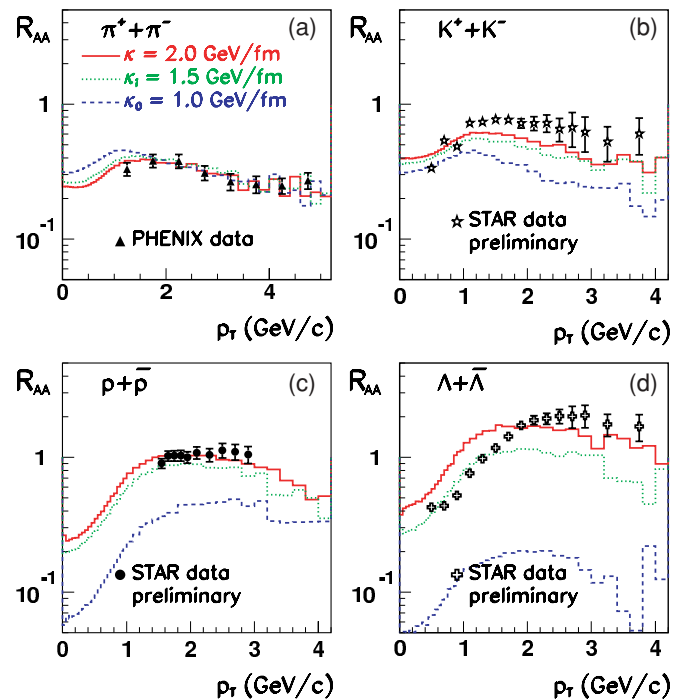 R_AA π⁺+π⁻ (a)
κ = 2.0 GeV/fm
κᵢ = 1.5 GeV/fm
κ₀ = 1.0 GeV/fm
1
10⁻¹
PHENIX data
0 2 4
p_T (GeV/c)
R_AA K⁺+K⁻ (b)
1
10⁻¹
STAR data
preliminary
0 1 2 3 4
p_T (GeV/c)
R_AA p+p̄ (c)
1
10⁻¹
STAR data
preliminary
0 1 2 3 4
p_T (GeV/c)
R_AA Λ+Λ̄ (d)
1
10⁻¹
STAR data
preliminary
0 1 2 3 4
p_T (GeV/c)